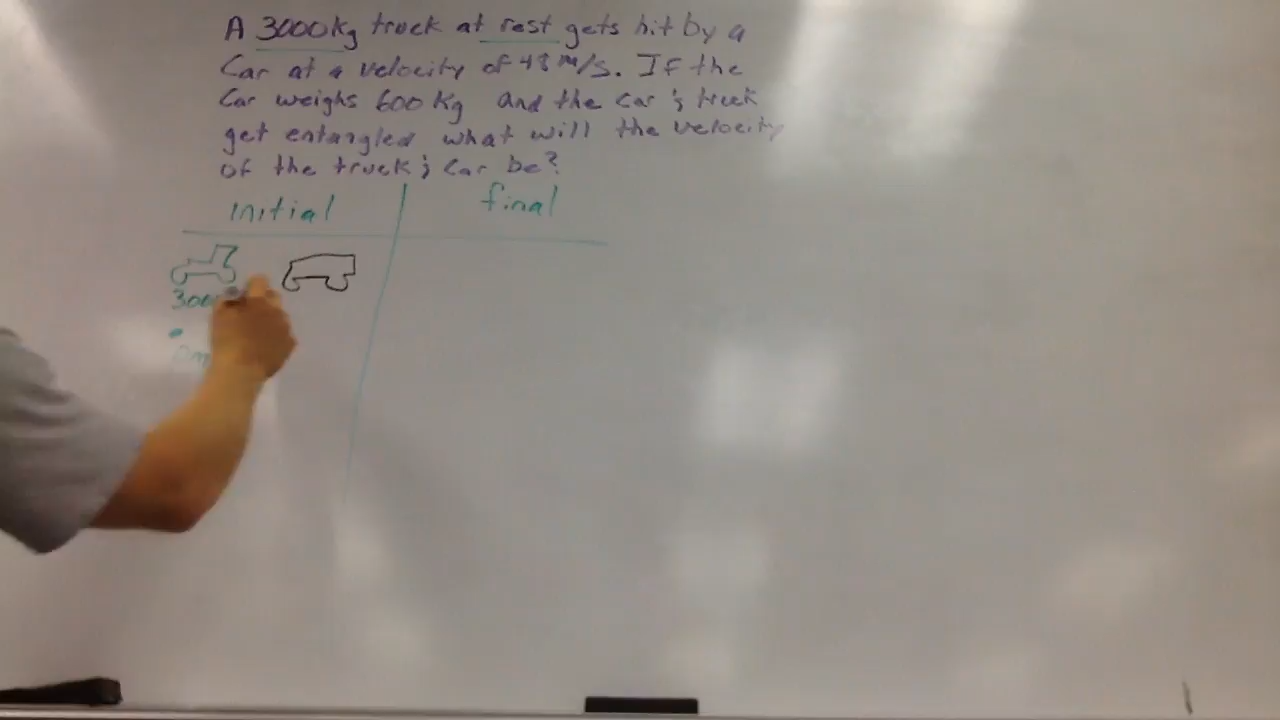 A 3000kg truck at rest gets hit by a
Car at a velocity of 48 m/s. If the
Car weighs 600 Kg and the car & truck
get entangled what will the velocity
of the truck & Car be?
initial
final